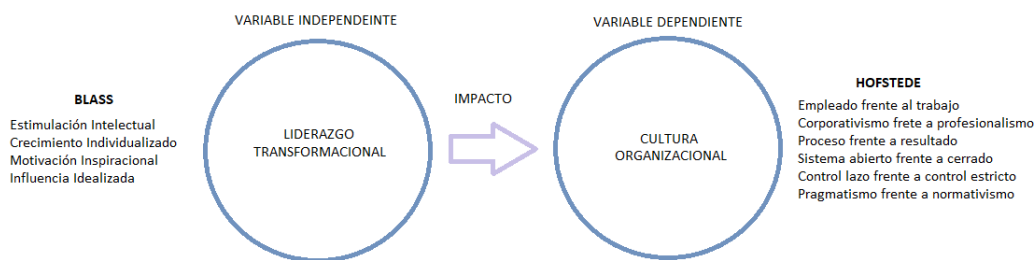 VARIABLE INDEPENDEINTE
VARIABLE DEPENDIENTE
BLASS
Estimulación Intelectual
Crecimiento Individualizado
Motivación Inspiracional
Influencia Idealizada
LIDERAZGO
TRANSFORMACIONAL
IMPACTO
CULTURA
ORGANIZACIONAL
HOFSTEDE
Empleado frente al trabajo
Corporativismo frete a profesionalismo
Proceso frente a resultado
Sistema abierto frente a cerrado
Control lazo frente a control estricto
Pragmatismo frente a normativismo